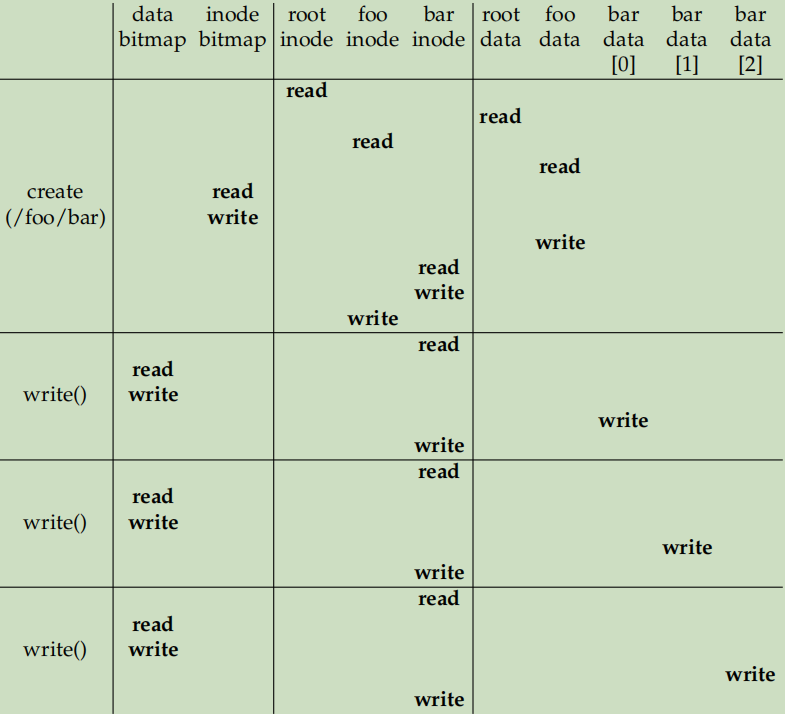 data inode root foo bar root foo bar bar bar
bitmap bitmap inode inode inode data data data data data
[0] [1] [2]
read
read
read
read
create read
(/foo/bar) write
write
read
write
write
read
read
write() write
write
write
read
read
write() write
write
write
read
read
write() write
write
write